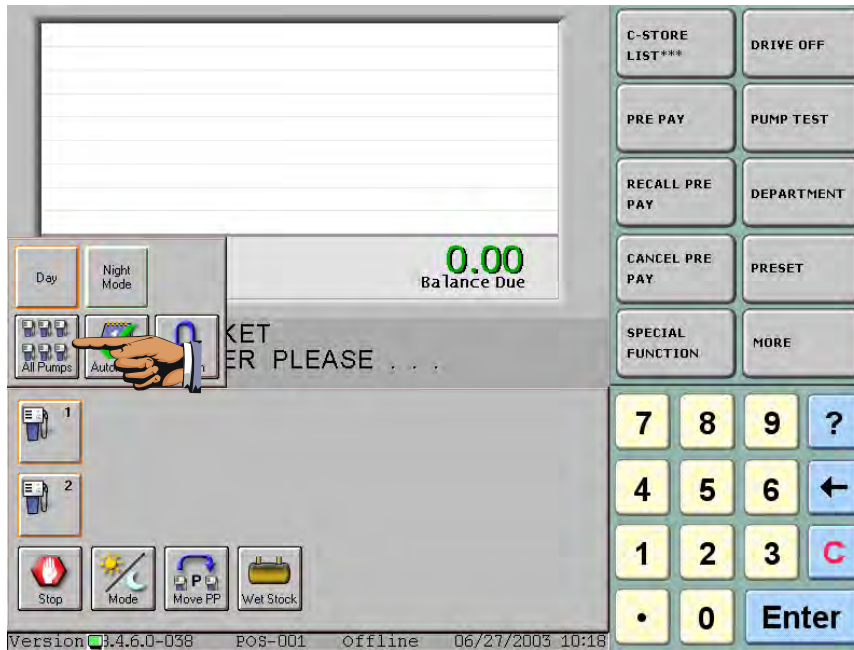 C-STORE
LIST***
DRIVE OFF
PRE PAY
PUMP TEST
RECALL PRE
PAY
DEPARTMENT
CANCEL PRE
PAY
PRESET
SPECIAL
FUNCTION
MORE
0.00
Balance Due
Day
Night
Mode
All Pumps
Auto
KET
ER PLEASE . . .
1
2
Stop
Mode
P
Move PP
Wet Stock
7 8 9 ?
4 5 6 ←
1 2 3 C
• 0 Enter
Version 3.4.6.0-038 POS-001 Offline 06/27/2003 10:18